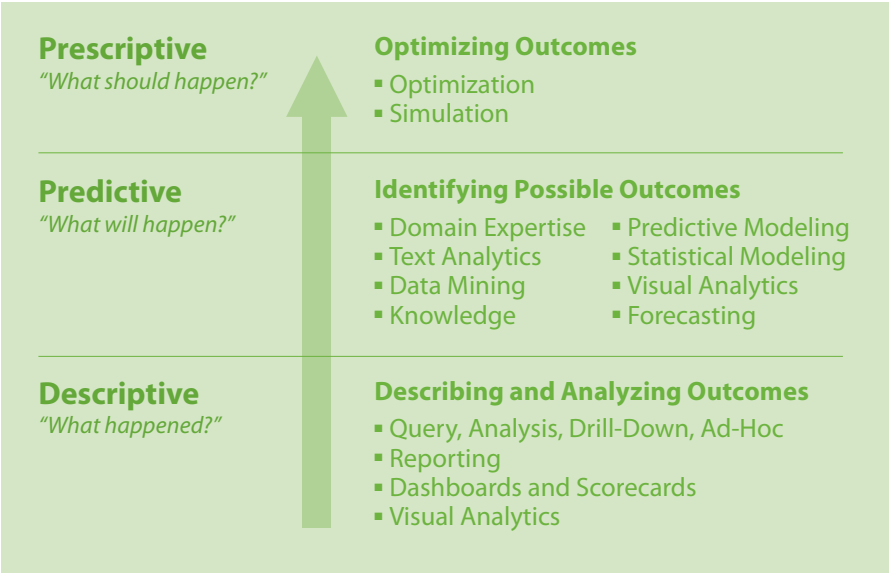 Prescriptive
“What should happen?”
Optimizing Outcomes
▪ Optimization
▪ Simulation
Predictive
“What will happen?”
Identifying Possible Outcomes
▪ Domain Expertise
▪ Text Analytics
▪ Data Mining
▪ Knowledge
▪ Predictive Modeling
▪ Statistical Modeling
▪ Visual Analytics
▪ Forecasting
Descriptive
“What happened?”
Describing and Analyzing Outcomes
▪ Query, Analysis, Drill-Down, Ad-Hoc
▪ Reporting
▪ Dashboards and Scorecards
▪ Visual Analytics